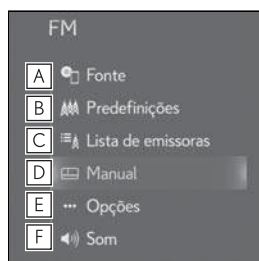 FM
A Fonte
B Predefinições
C Lista de emissoras
D Manual
E Opções
F Som